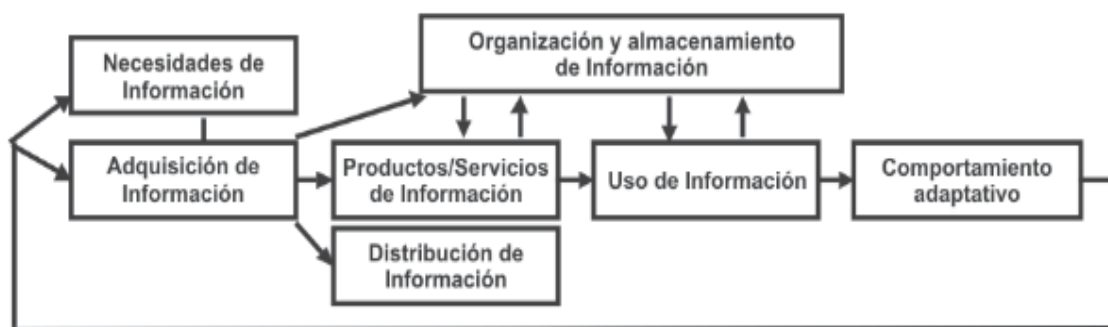 Necesidades de
Información
Organización y almacenamiento
de Información
Adquisición de
Información
Productos/Servicios
de Información
Uso de Información
Comportamiento
adaptativo
Distribución de
Información